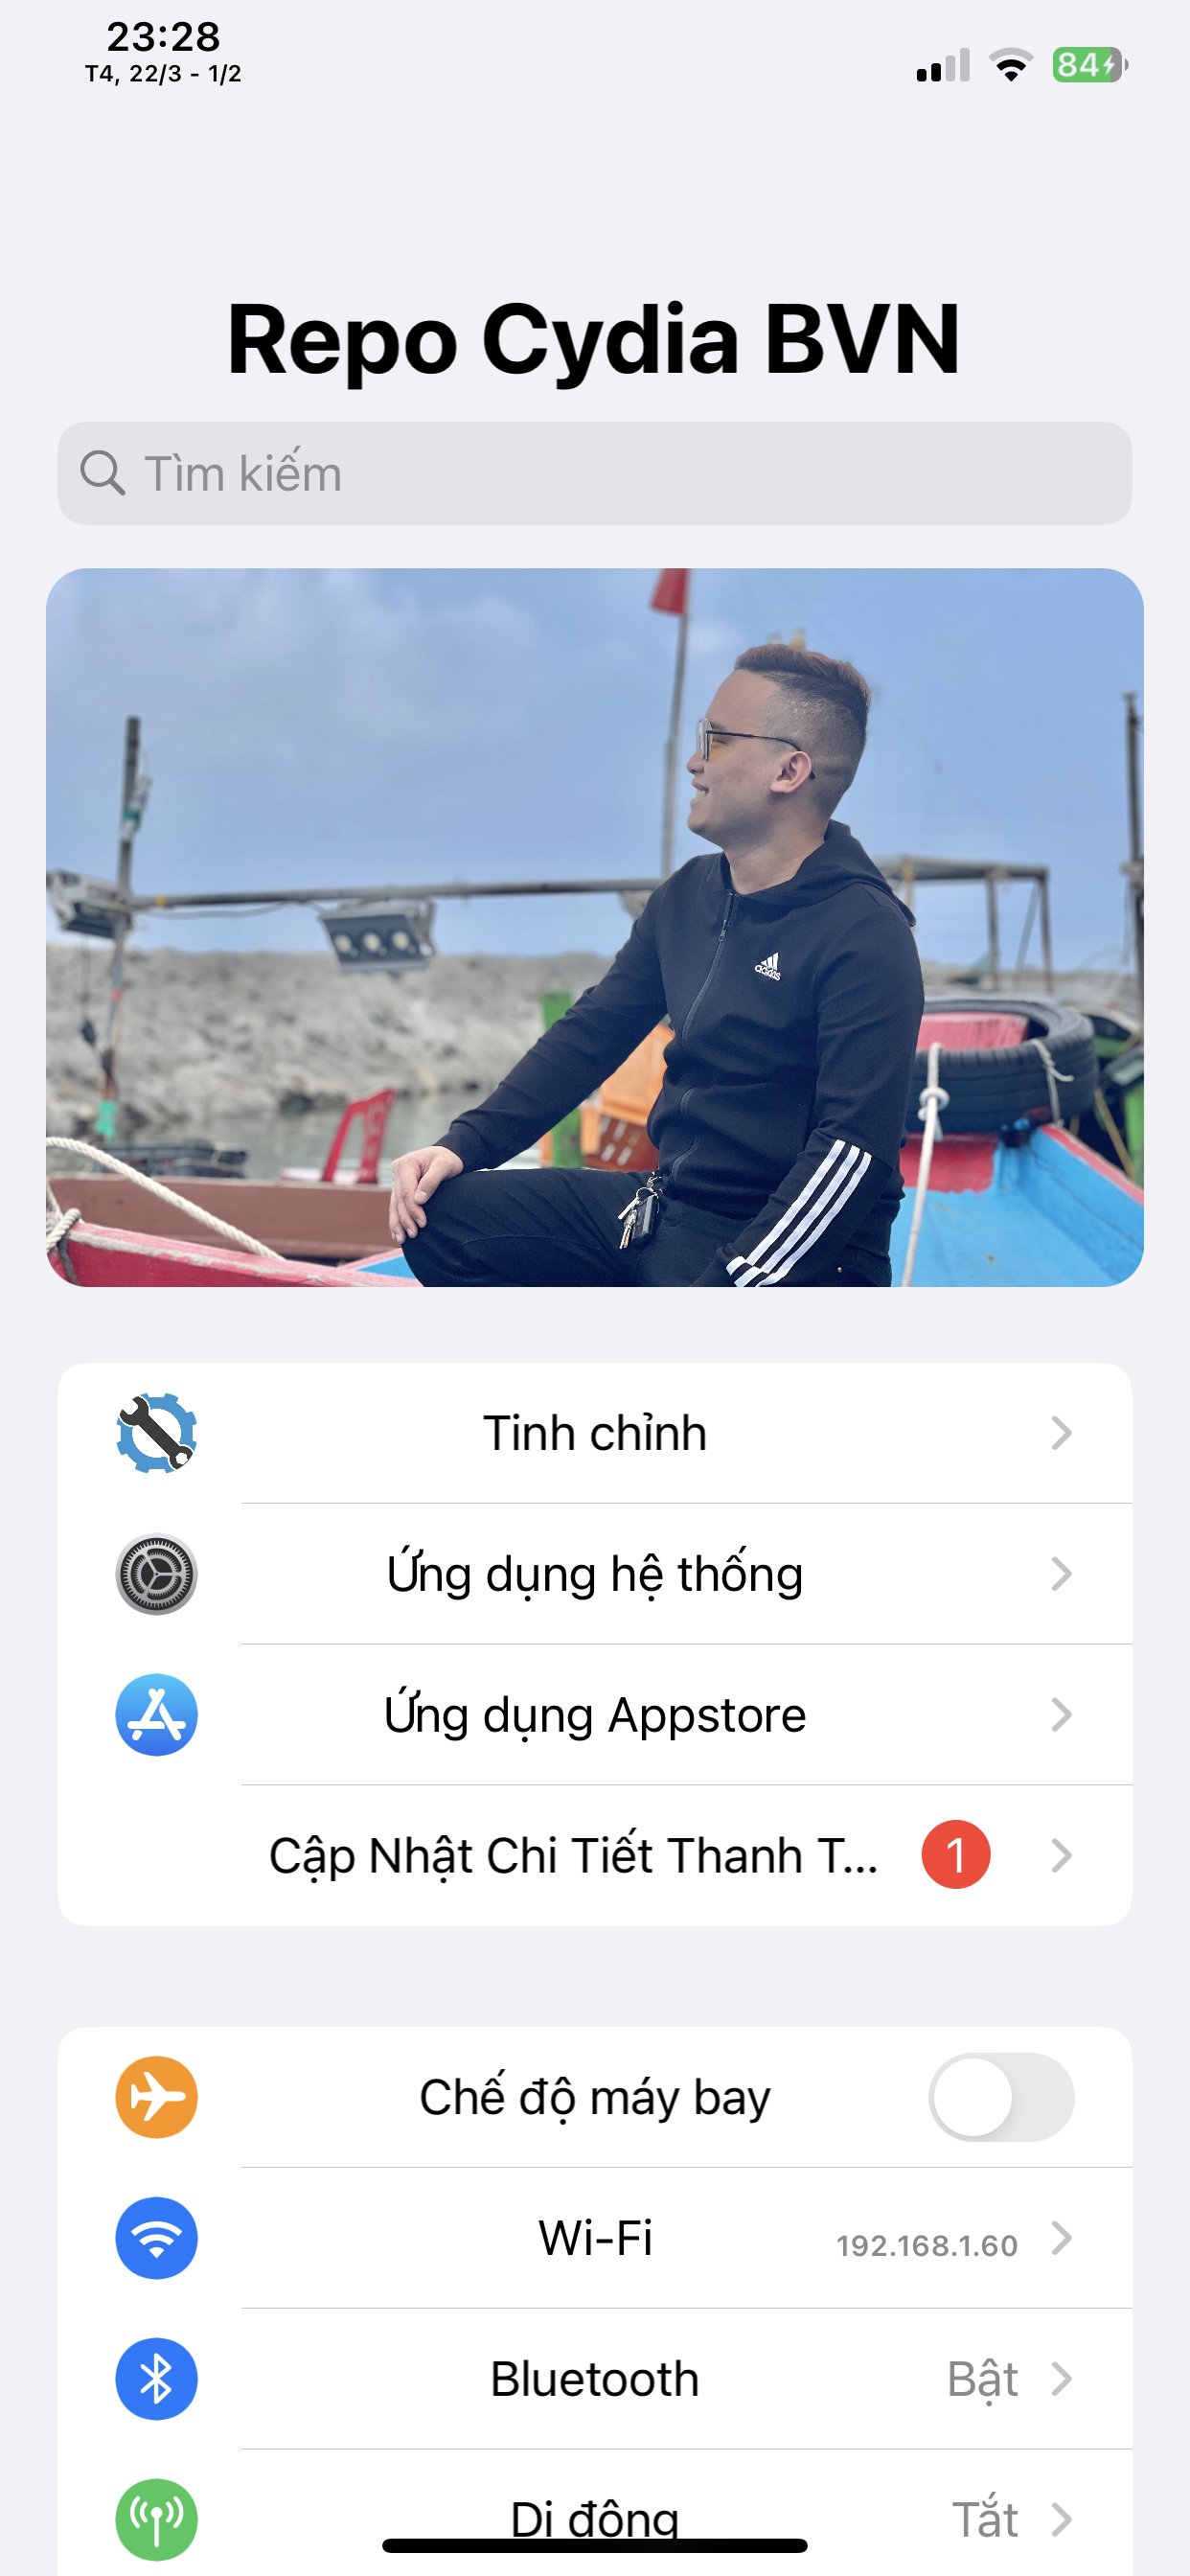 23:28
T4, 22/3 - 1/2
84
Repo Cydia BVN
Tìm kiếm
adidas
Tinh chỉnh
Ứng dụng hệ thống
Ứng dụng Appstore
Cập Nhật Chi Tiết Thanh T... 1
Chế độ máy bay
Wi-Fi 192.168.1.60
Bluetooth Bật
Di động Tắt